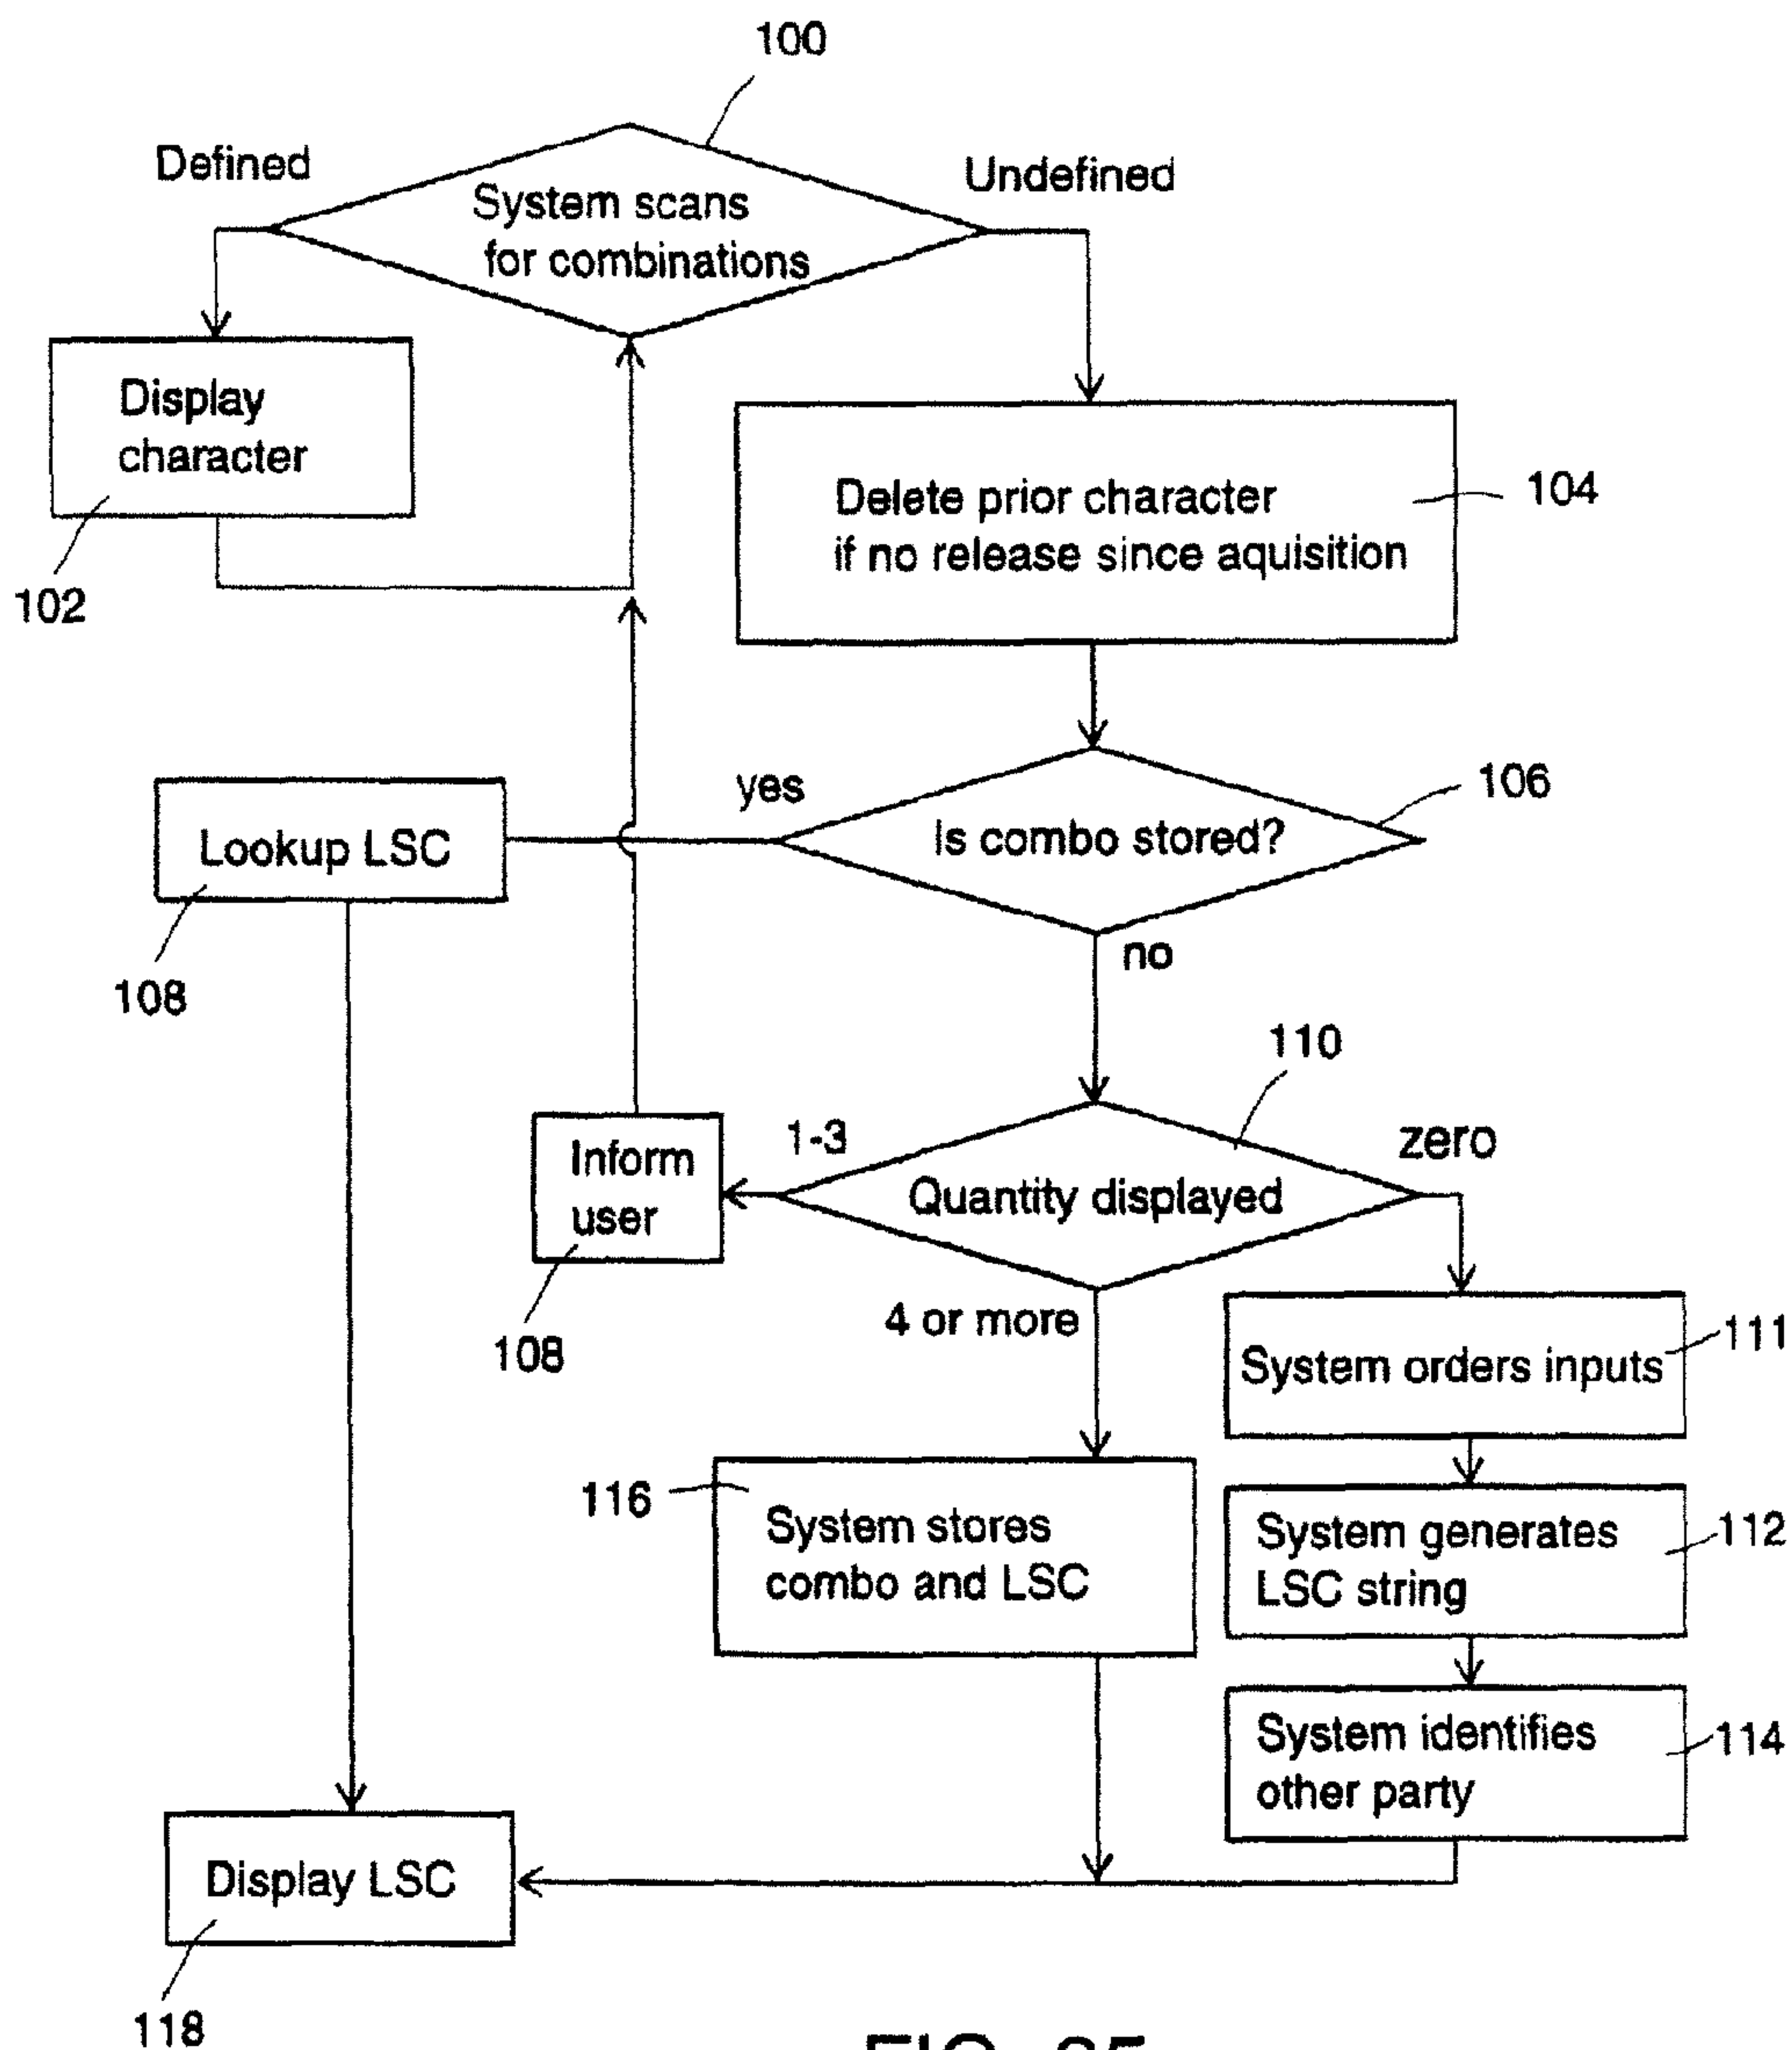 100
Defined
Undefined
System scans
for combinations
Display
character
102
Delete prior character
if no release since aquisition
104
yes
106
Is combo stored?
Lookup LSC
108
no
110
1-3
zero
Inform
user
Quantity displayed
108
4 or more
111
System orders inputs
116
System stores
combo and LSC
112
System generates
LSC string
114
System identifies
other party
Display LSC
118